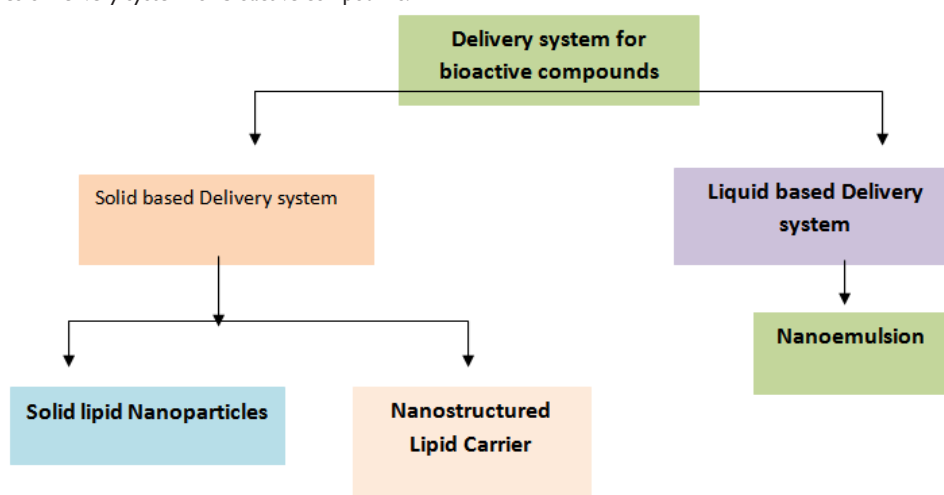 Delivery system for
bioactive compounds
Solid based Delivery system
Liquid based Delivery
system
Nanoemulsion
Solid lipid Nanoparticles
Nanostructured
Lipid Carrier